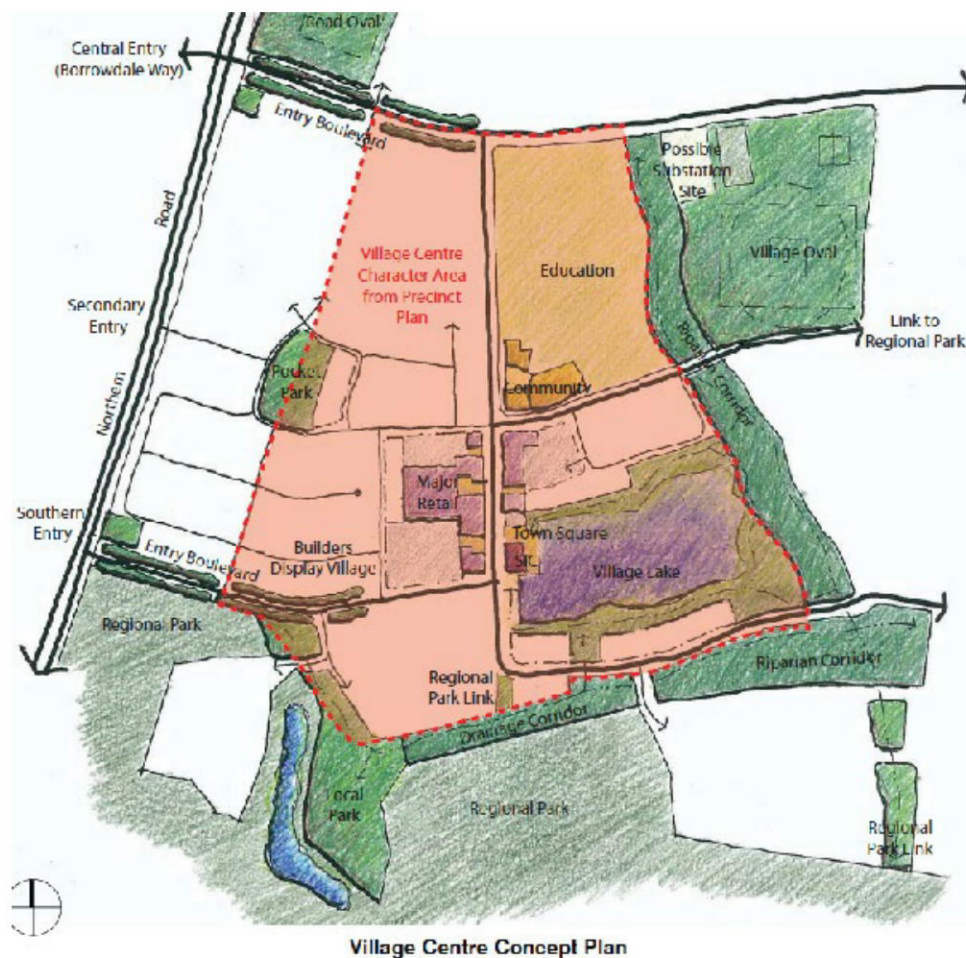 Road Oval
Central Entry
(Borrowdale Way)
Entry Boulevard
Possible
Substation
Site
Road
Village Centre
Character Area
from Precinct
Plan
Education
Village Oval
Secondary
Entry
Link to
Regional Park
Pocket
Park
Community
Corridor
Northern
Major
Retail
Southern
Entry
Entry Boulevard
Builders
Display Village
Town Square
Village Lake
Regional Park
Regional
Park Link
Riparian Corridor
Drainage Corridor
Local
Park
Regional Park
Regional
Park Link
Village Centre Concept Plan